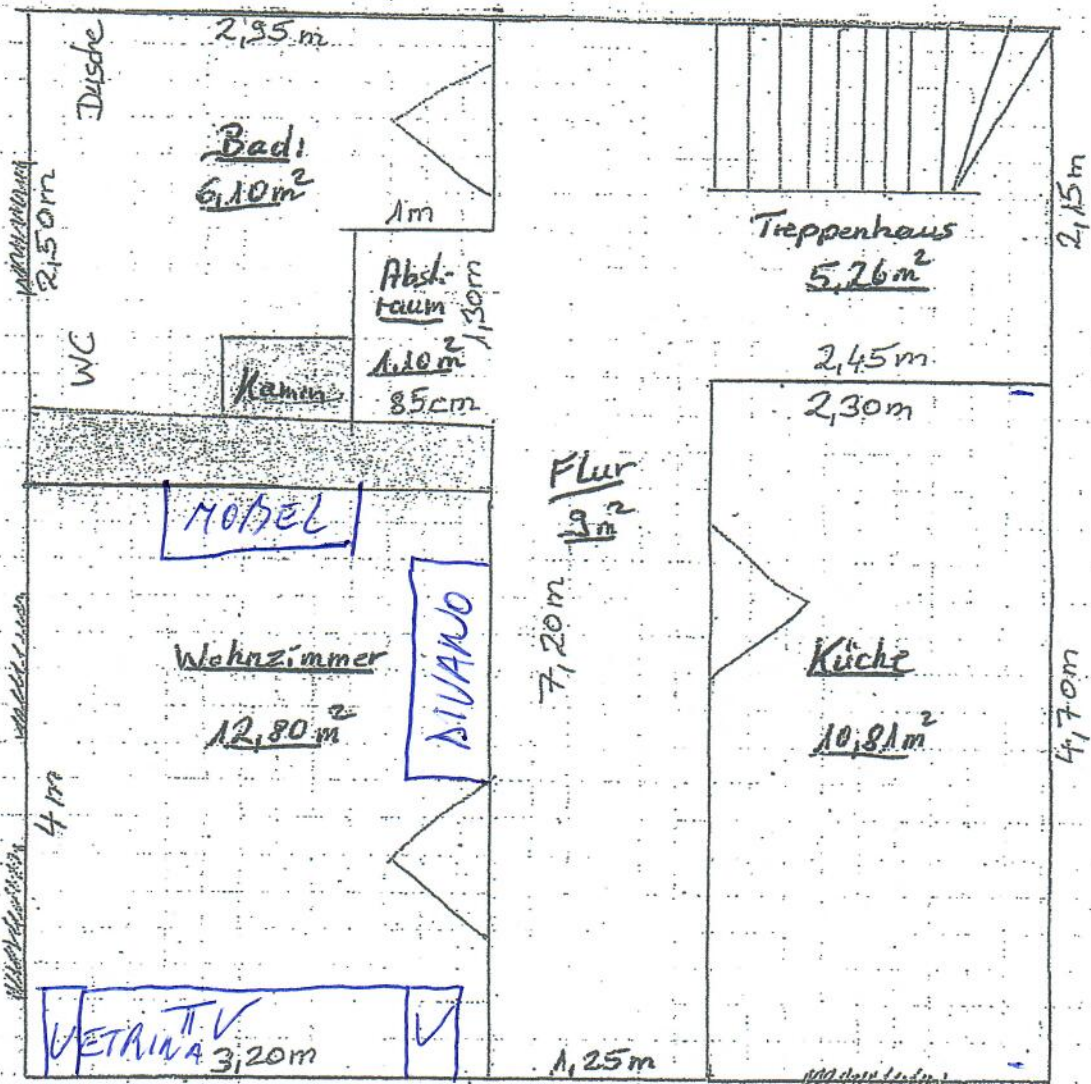 2,95 m
Dusche
Bad!
6,10 m²
2,50m
1m
Abst.-
raum
1,30m
1,10 m²
85cm
WC
Kamin
Treppenhaus
5,26 m²
2,15m
2,45m
2,30m
Flur
9 m²
7,20m
MOBEL
DIVANO
Wohnzimmer
12,80 m²
4m
Küche
10,81 m²
4,70m
VETRINA
TV
V
3,20m
1,25m